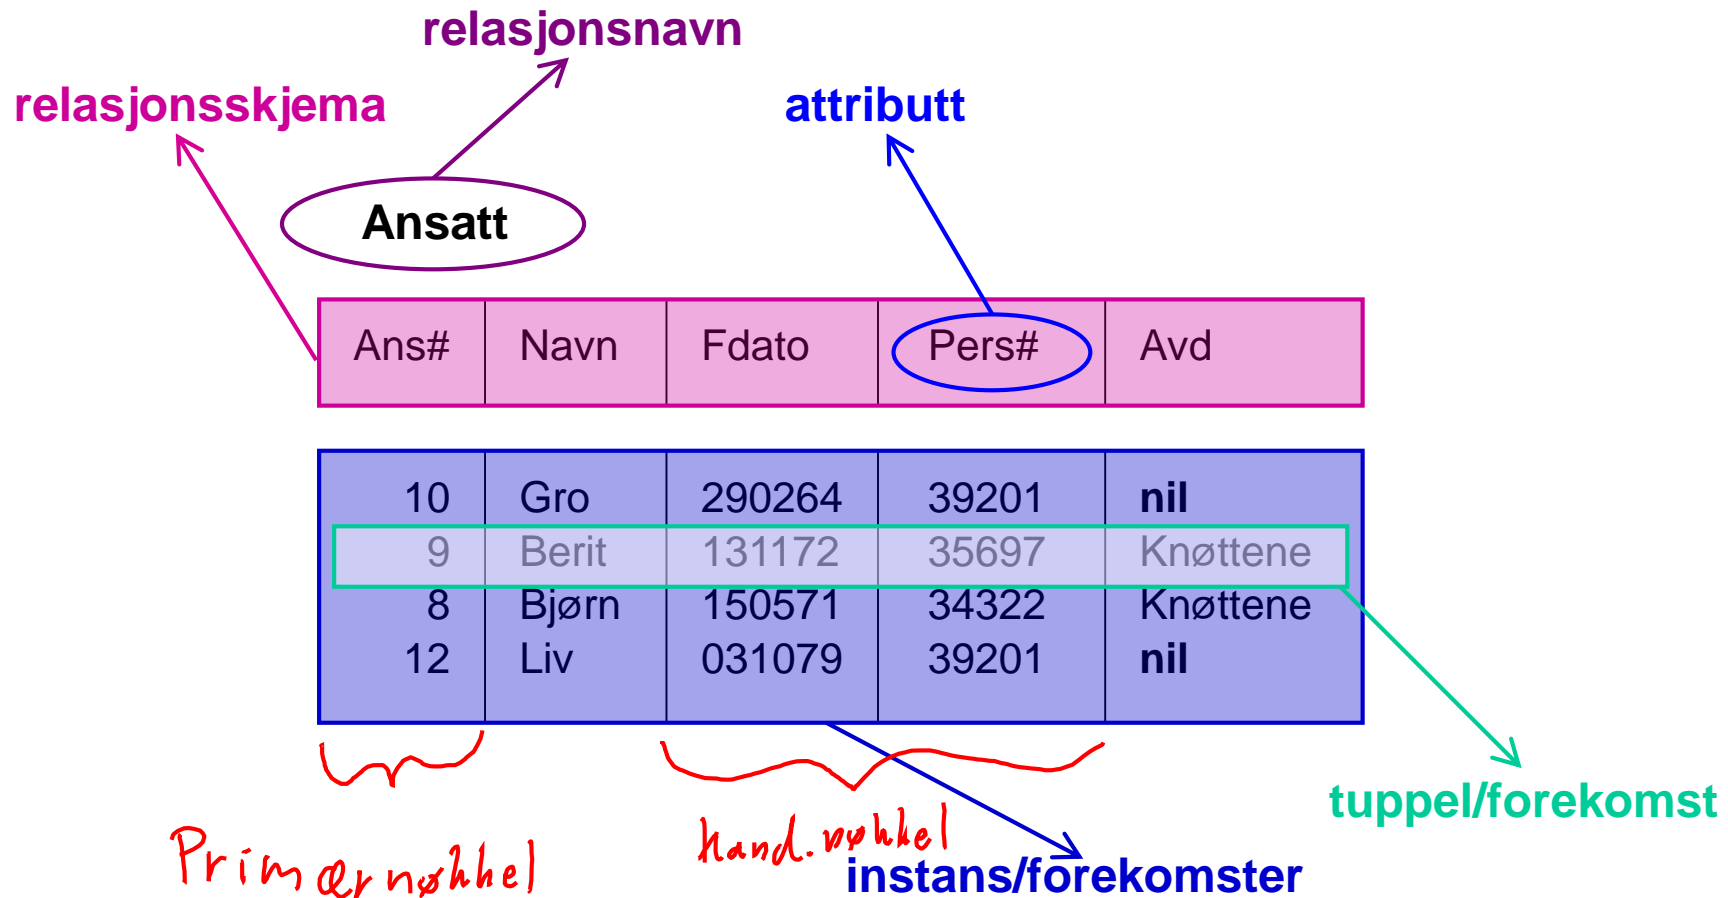 relasjonsnavn
relasjonsskjema
attributt
Ansatt
Ans# Navn Fdato Pers# Avd
10 Gro 290264 39201 nil
9 Berit 131172 35697 Knøttene
8 Bjørn 150571 34322 Knøttene
12 Liv 031079 39201 nil
tuppel/forekomst
Primærnøkkel
kand.nøkkel
instans/forekomster